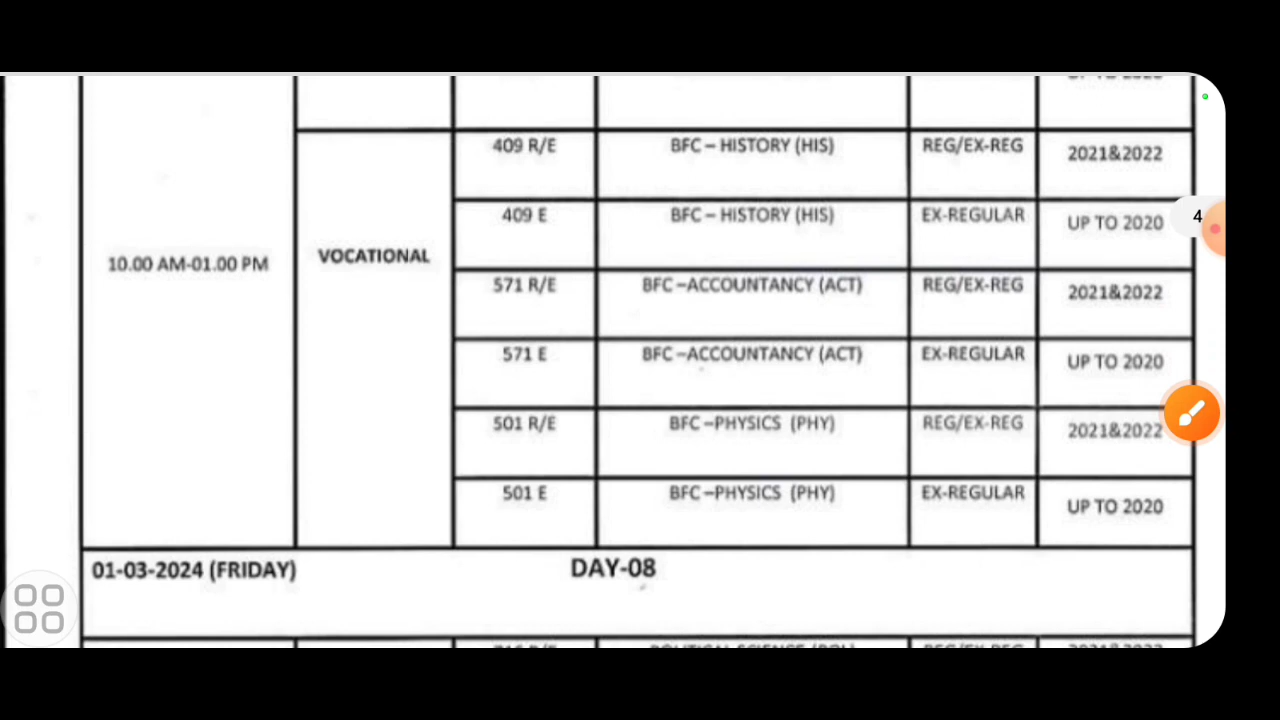 409 R/E BFC – HISTORY (HIS) REG/EX-REG 2021&2022
409 E BFC – HISTORY (HIS) EX-REGULAR UP TO 2020
4
10.00 AM-01.00 PM VOCATIONAL
571 R/E BFC –ACCOUNTANCY (ACT) REG/EX-REG 2021&2022
571 E BFC –ACCOUNTANCY (ACT) EX-REGULAR UP TO 2020
501 R/E BFC –PHYSICS (PHY) REG/EX-REG 2021&2022
501 E BFC –PHYSICS (PHY) EX-REGULAR UP TO 2020
01-03-2024 (FRIDAY) DAY-08